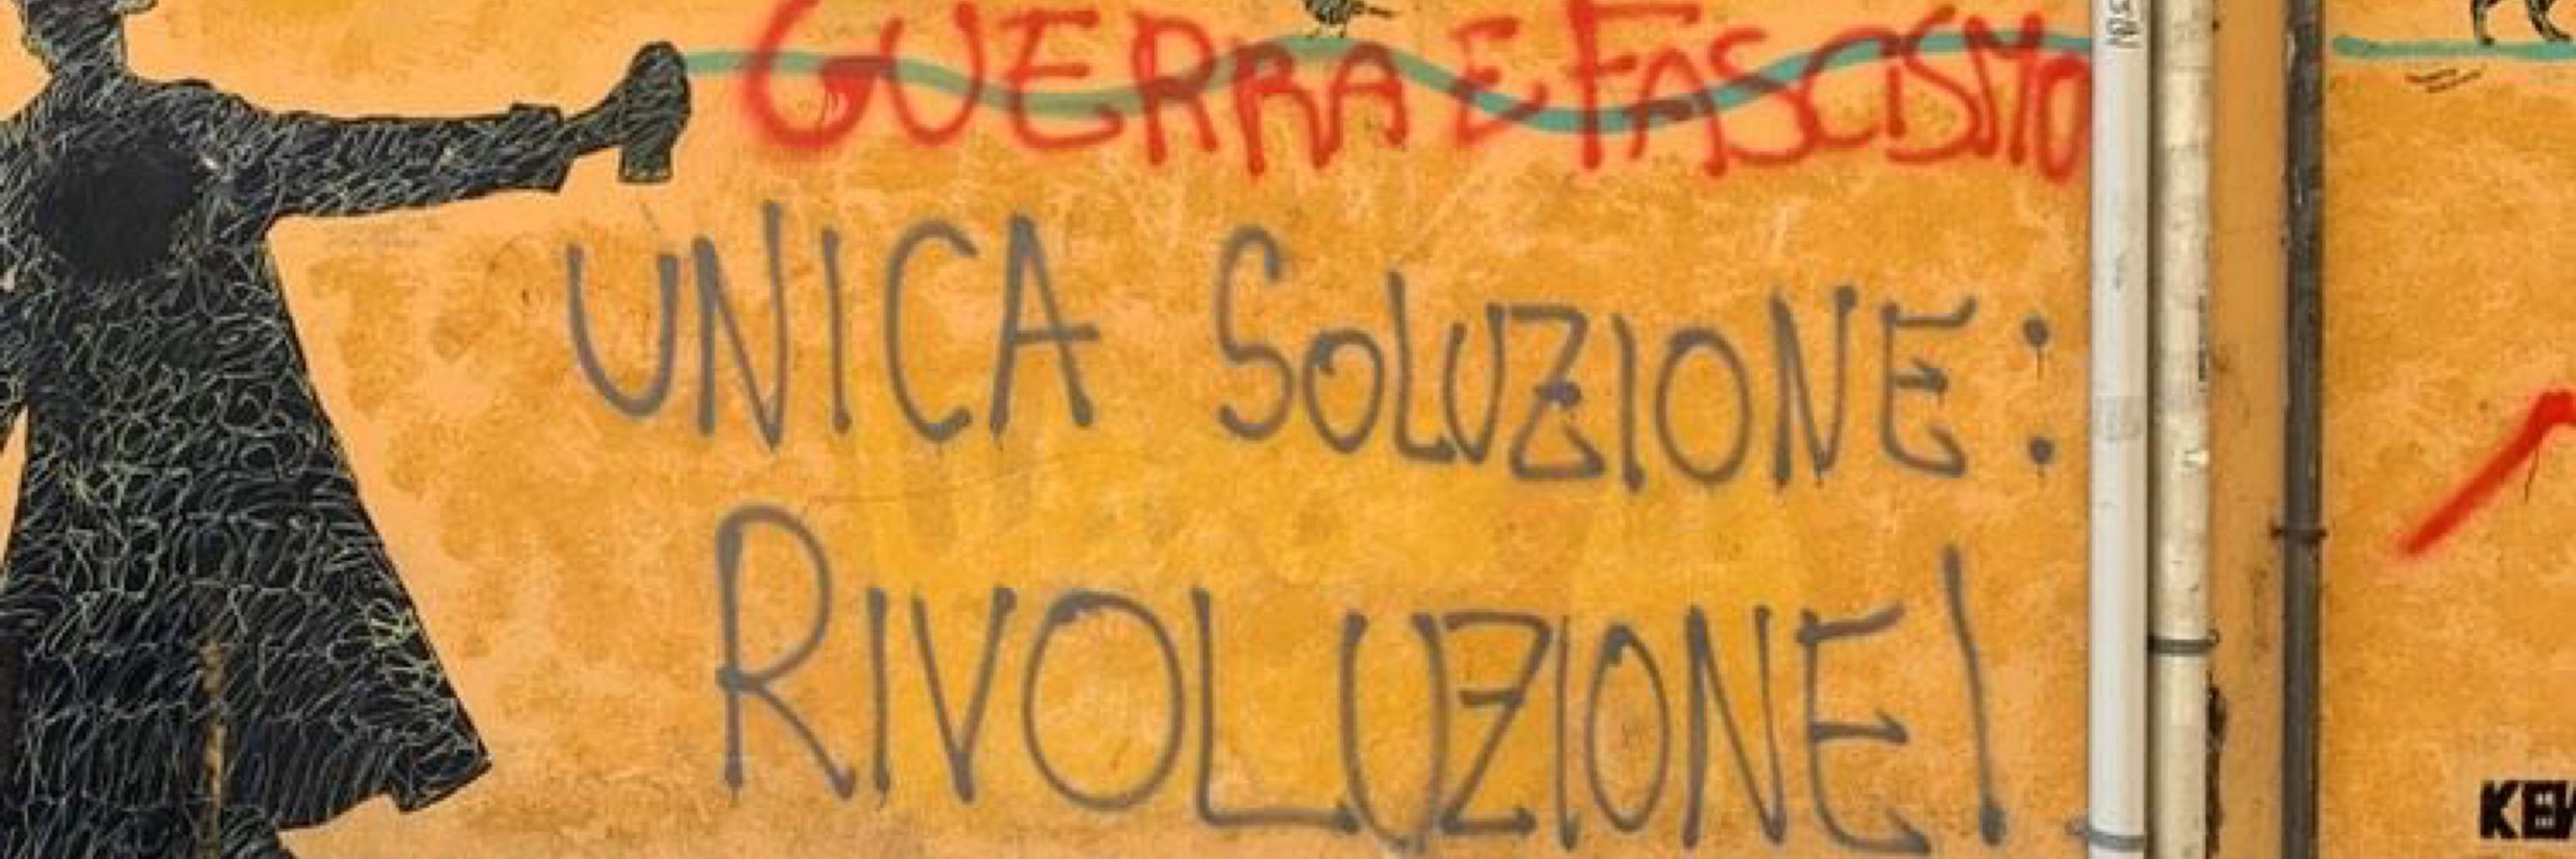 GUERRA E FASCISMO
UNICA SOLUZIONE:
RIVOLUZIONE!